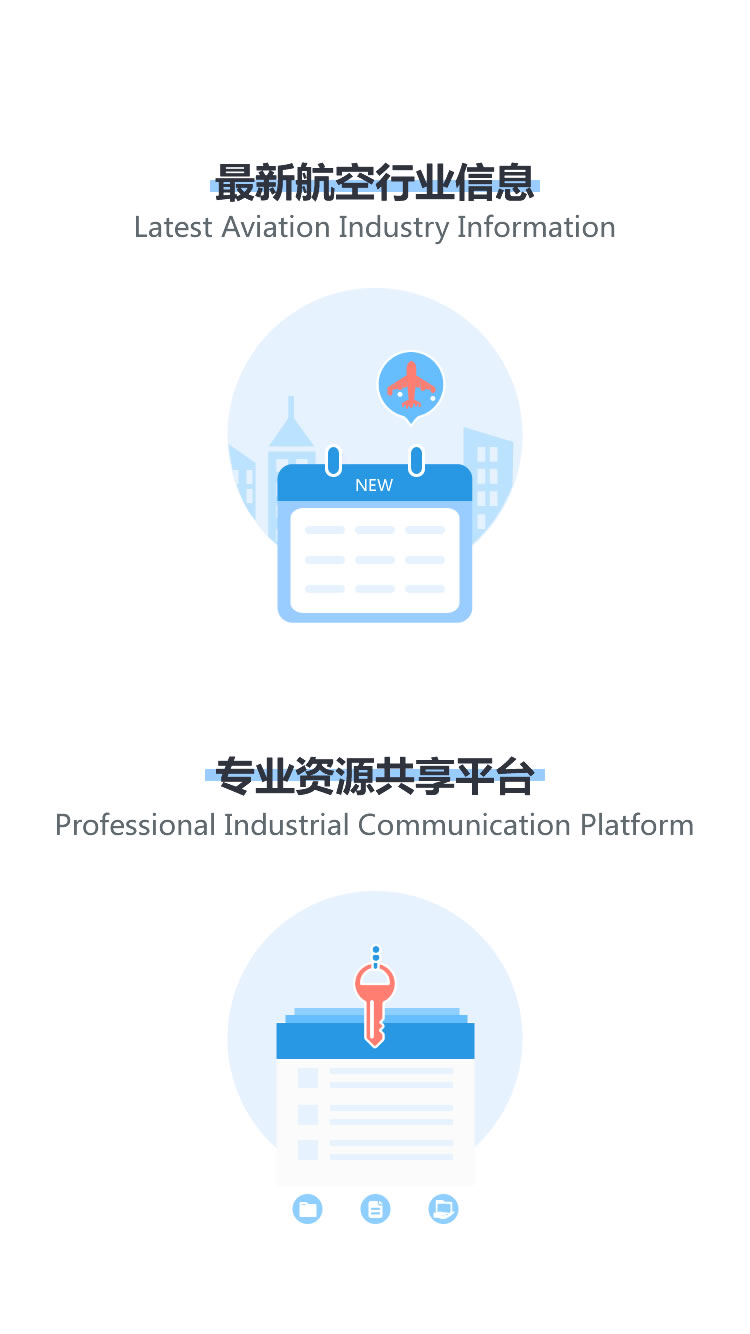 最新航空行业信息
Latest Aviation Industry Information
NEW
专业资源共享平台
Professional Industrial Communication Platform